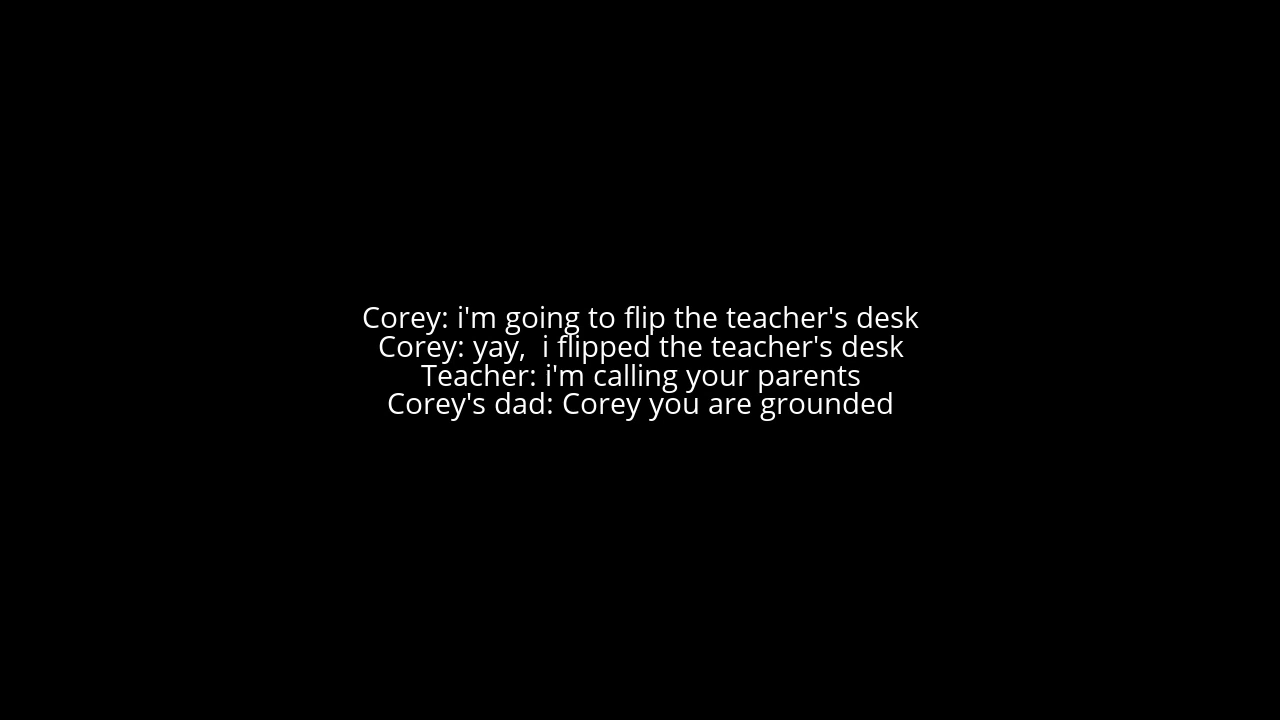 Corey: i'm going to flip the teacher's desk
Corey: yay,  i flipped the teacher's desk
Teacher: i'm calling your parents
Corey's dad: Corey you are grounded